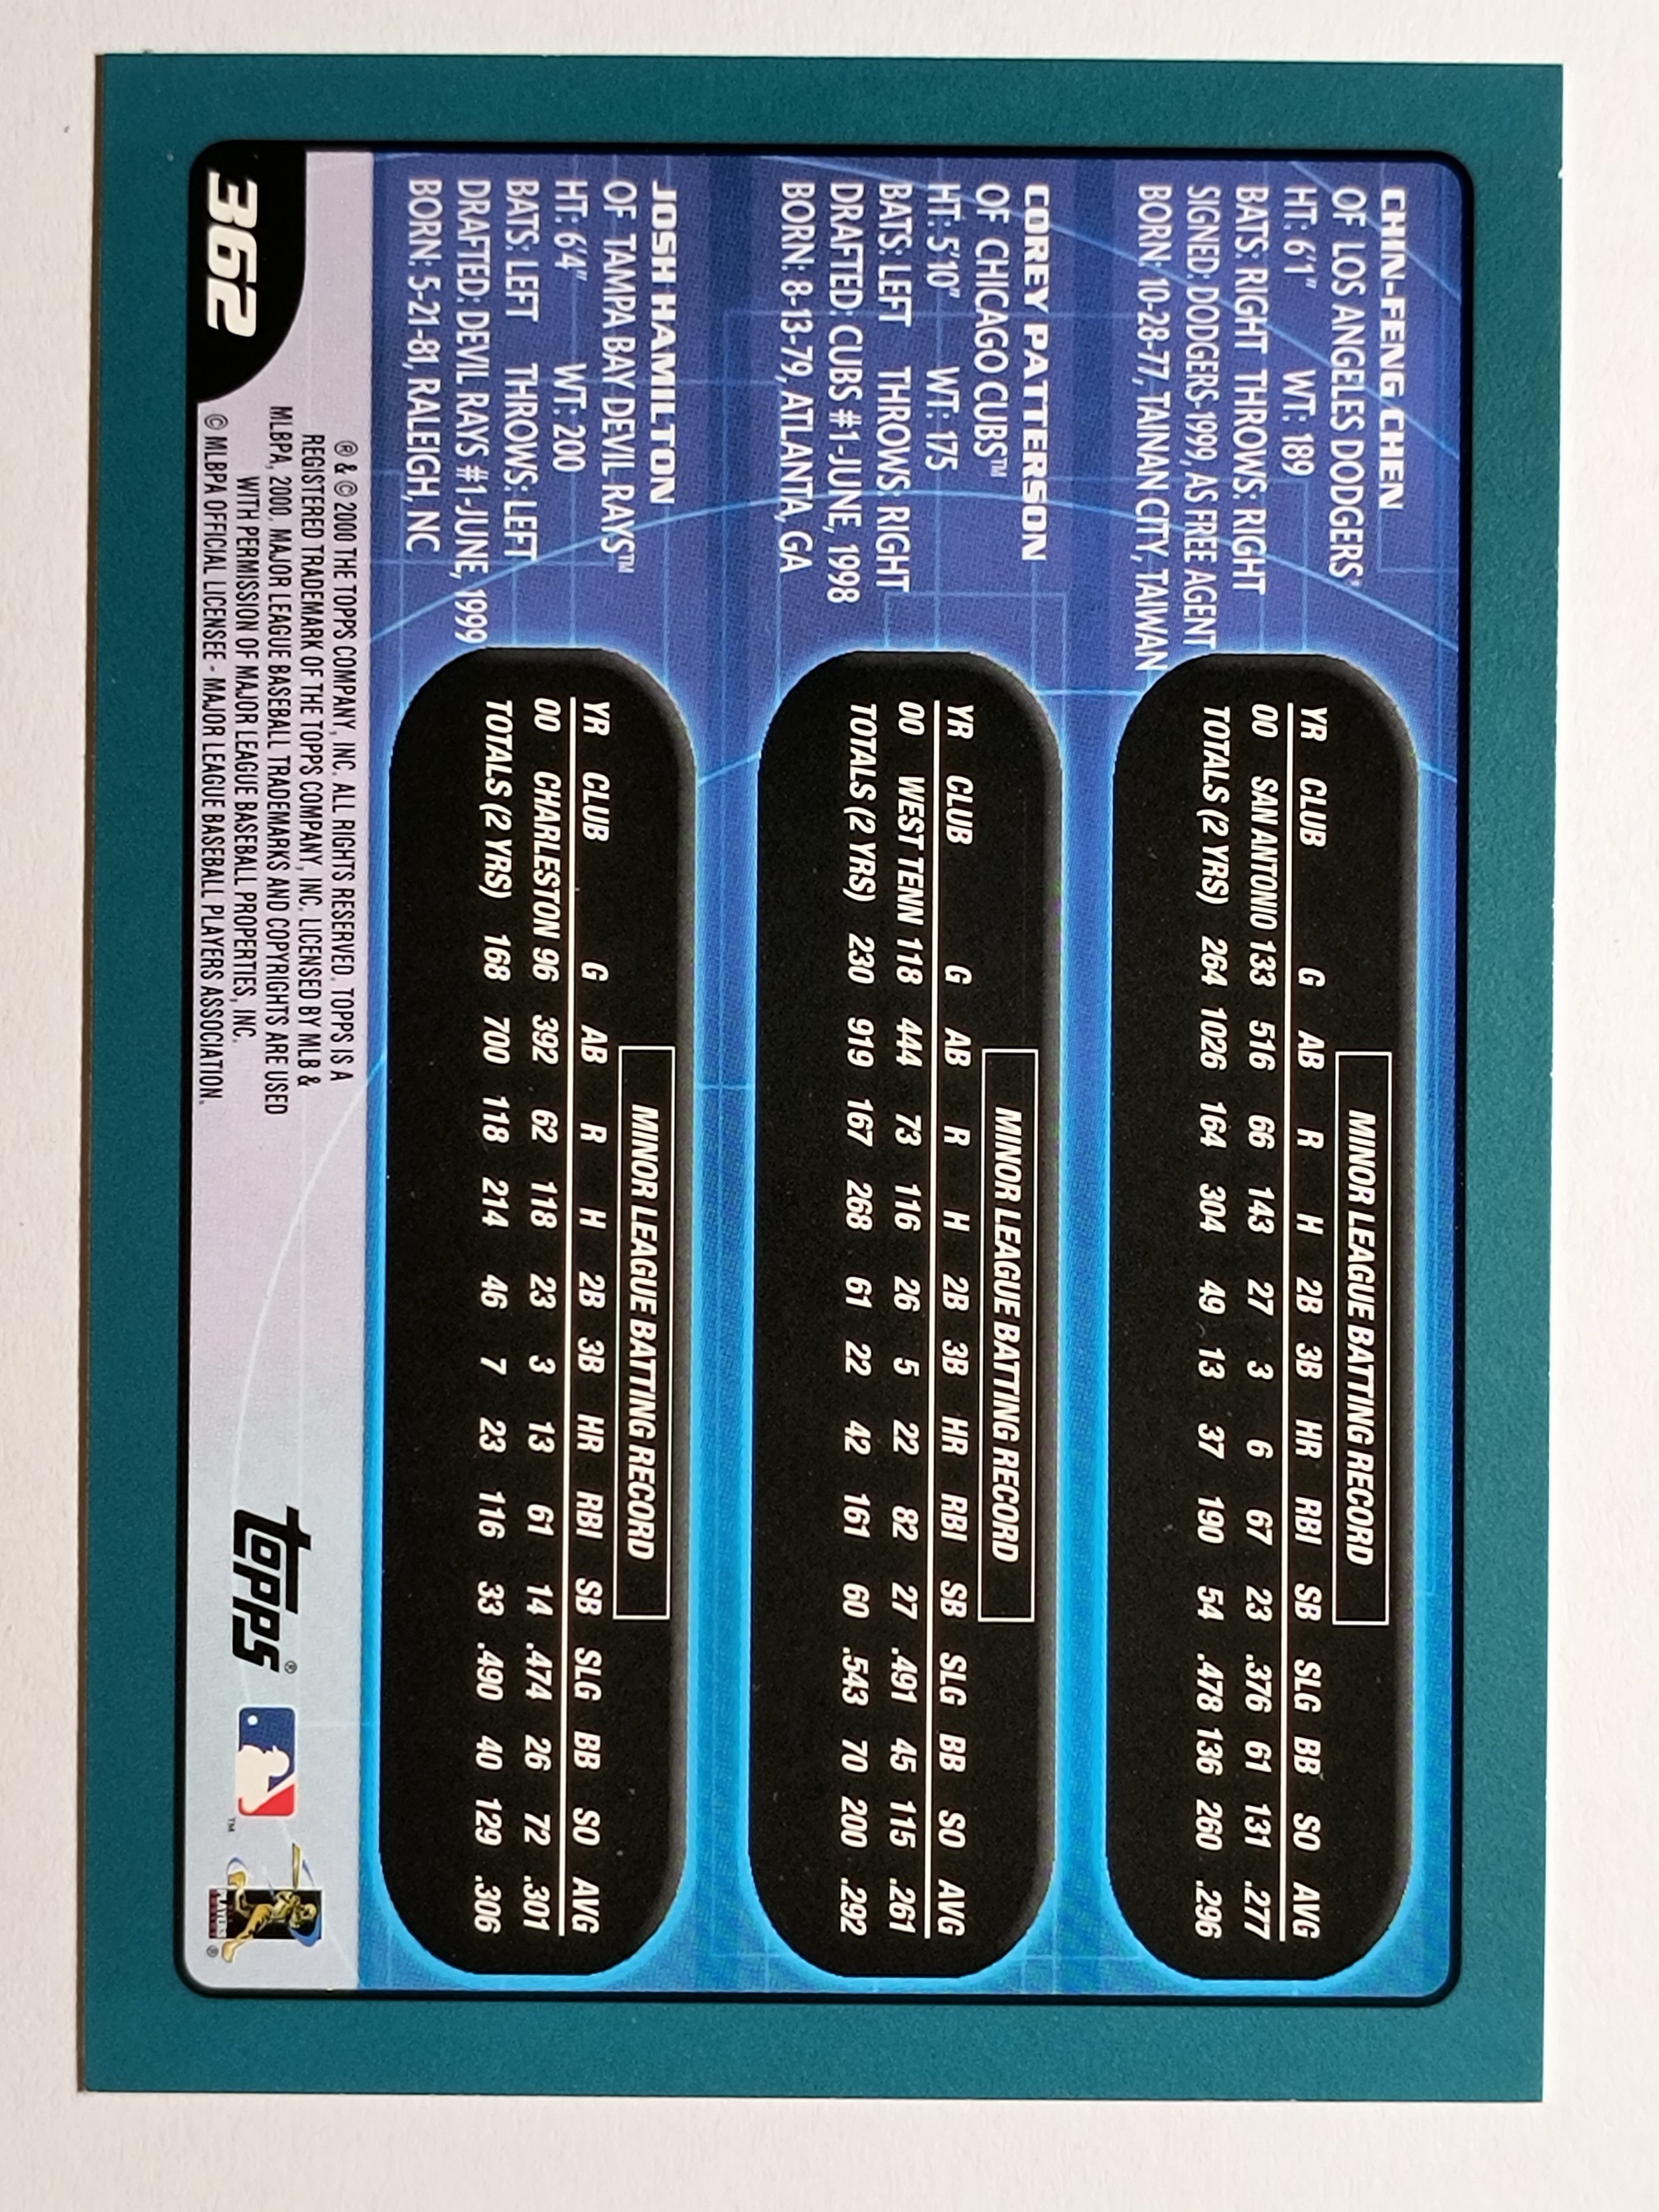 CHIN-FENG CHEN
OF LOS ANGELES DODGERS®
HT: 6'1" WT: 189
BATS: RIGHT THROWS: RIGHT
SIGNED: DODGERS-1999, AS FREE AGENT
BORN: 10-28-77, TAINAN CITY, TAIWAN
MINOR LEAGUE BATTING RECORD
YR CLUB G AB R H 2B 3B HR RBI SB SLG BB SO AVG
00 SAN ANTONIO 133 516 66 143 27 3 6 67 23 .376 61 131 .277
TOTALS (2 YRS) 264 1026 164 304 49 13 37 190 54 .478 136 260 .296
COREY PATTERSON
OF CHICAGO CUBS™
HT: 5'10" WT: 175
BATS: LEFT THROWS: RIGHT
DRAFTED: CUBS #1-JUNE, 1998
BORN: 8-13-79, ATLANTA, GA
MINOR LEAGUE BATTING RECORD
YR CLUB G AB R H 2B 3B HR RBI SB SLG BB SO AVG
00 WEST TENN 118 444 73 116 26 5 22 82 27 .491 45 115 .261
TOTALS (2 YRS) 230 919 167 268 61 22 42 161 60 .543 70 200 .292
JOSH HAMILTON
OF TAMPA BAY DEVIL RAYS™
HT: 6'4" WT: 200
BATS: LEFT THROWS: LEFT
DRAFTED: DEVIL RAYS #1-JUNE, 1999
BORN: 5-21-81, RALEIGH, NC
MINOR LEAGUE BATTING RECORD
YR CLUB G AB R H 2B 3B HR RBI SB SLG BB SO AVG
00 CHARLESTON 96 392 62 118 23 3 13 61 14 .474 26 72 .301
TOTALS (2 YRS) 168 700 118 214 46 7 23 116 33 .490 40 129 .306
362
® & © 2000 THE TOPPS COMPANY, INC. ALL RIGHTS RESERVED. TOPPS IS A
REGISTERED TRADEMARK OF THE TOPPS COMPANY, INC. LICENSED BY MLB &
MLBPA, 2000. MAJOR LEAGUE BASEBALL TRADEMARKS AND COPYRIGHTS ARE USED
WITH PERMISSION OF MAJOR LEAGUE BASEBALL PROPERTIES, INC.
© MLBPA OFFICIAL LICENSEE - MAJOR LEAGUE BASEBALL PLAYERS ASSOCIATION.
topps®
™
®